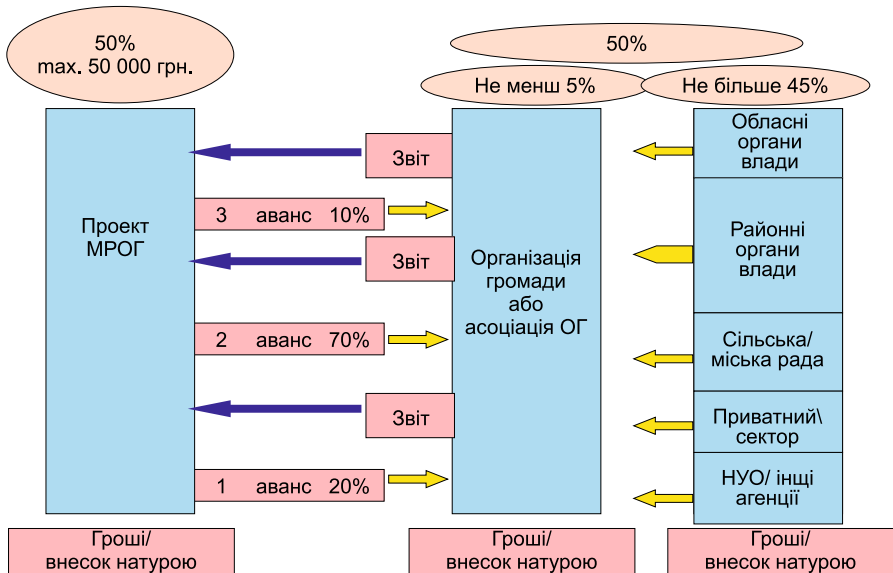 50%
max. 50 000 грн.
50%
Не менш 5%
Не більше 45%
Проект
МРОГ
Звіт
3 аванс 10%
Звіт
2 аванс 70%
Звіт
1 аванс 20%
Організація
громади
або
асоціація ОГ
Обласні
органи
влади
Районні
органи
влади
Сільська/
міська рада
Приватний\
сектор
НУО/ інщі
агенції
Гроші/
внесок натурою
Гроші/
внесок натурою
Гроші/
внесок натурою